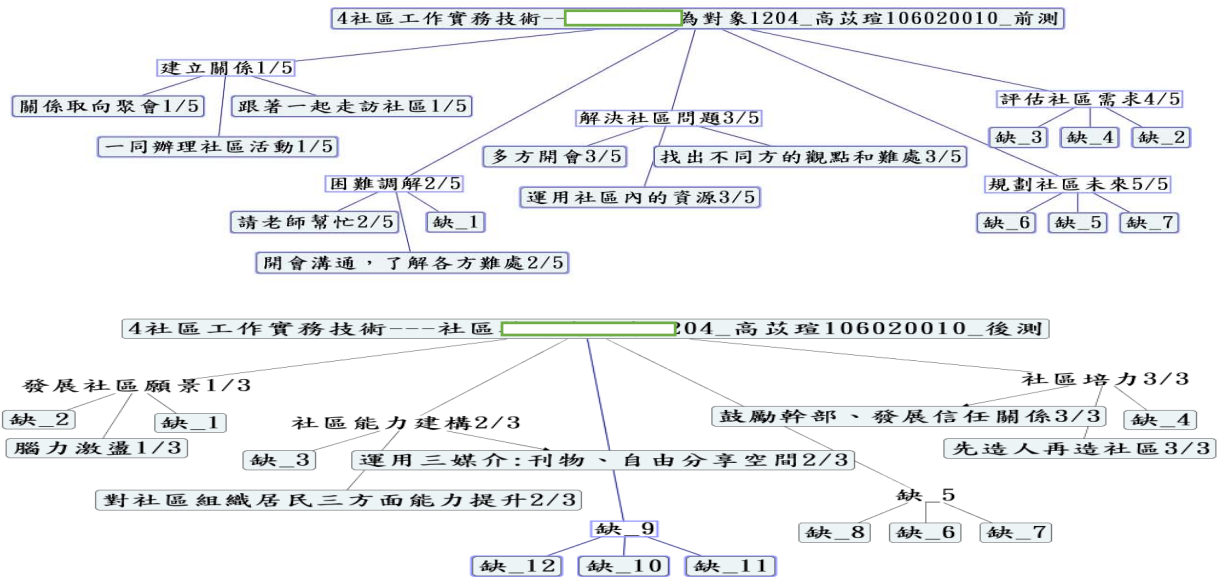 4社區工作實務技術--
為對象1204_高苡瑄106020010_前測
建立關係1/5
關係取向聚會1/5
跟著一起走訪社區1/5
一同辦理社區活動1/5
困難調解2/5
請老師幫忙2/5
缺_1
開會溝通，了解各方難處2/5
解決社區問題3/5
多方開會3/5
找出不同方的觀點和難處3/5
運用社區內的資源3/5
評估社區需求4/5
缺_3
缺_4
缺_2
規劃社區未來5/5
缺_6
缺_5
缺_7
4社區工作實務技術---社區
204_高苡瑄106020010_後測
發展社區願景1/3
缺_2
缺_1
腦力激盪1/3
社區能力建構2/3
缺_3
運用三媒介:刊物、自由分享空間2/3
對社區組織居民三方面能力提升2/3
缺_9
缺_12
缺_10
缺_11
缺_5
缺_8
缺_6
缺_7
社區培力3/3
鼓勵幹部、發展信任關係3/3
缺_4
先造人再造社區3/3